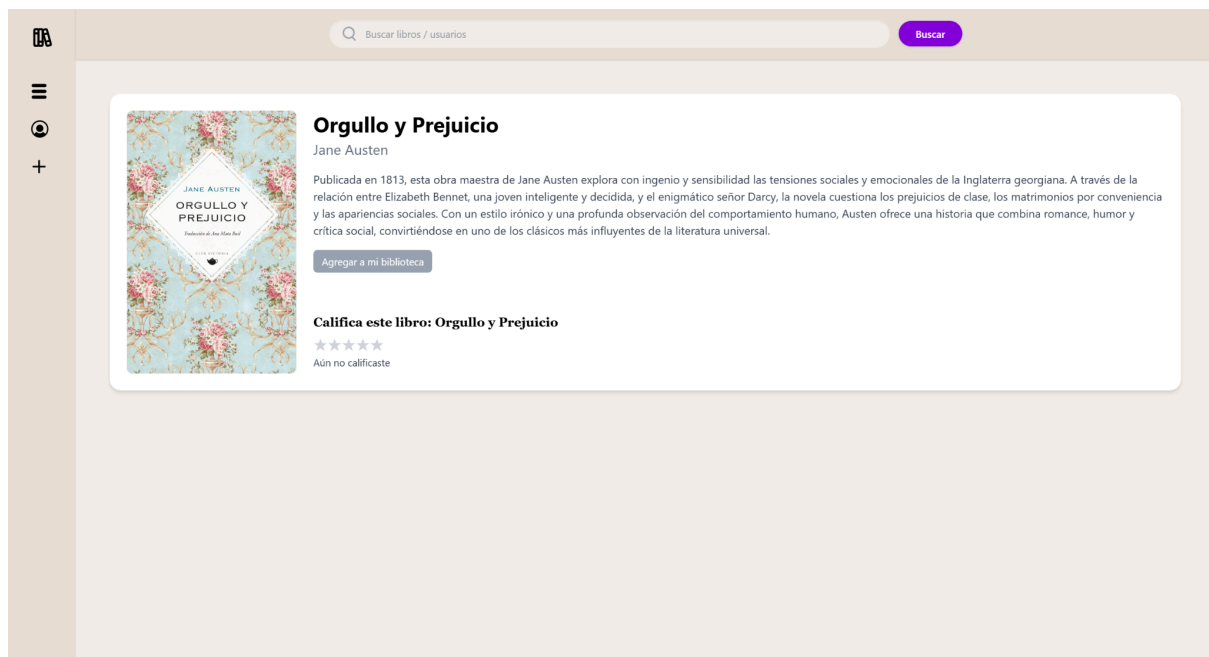 Buscar libros / usuarios
Buscar
JANE AUSTEN
ORGULLO Y
PREJUICIO
Orgullo y Prejuicio
Jane Austen
Publicada en 1813, esta obra maestra de Jane Austen explora con ingenio y sensibilidad las tensiones sociales y emocionales de la Inglaterra georgiana. A través de la
relación entre Elizabeth Bennet, una joven inteligente y decidida, y el enigmático señor Darcy, la novela cuestiona los prejuicios de clase, los matrimonios por conveniencia
y las apariencias sociales. Con un estilo irónico y una profunda observación del comportamiento humano, Austen ofrece una historia que combina romance, humor y
crítica social, convirtiéndose en uno de los clásicos más influyentes de la literatura universal.
Agregar a mi biblioteca
Califica este libro: Orgullo y Prejuicio
Aún no calificaste